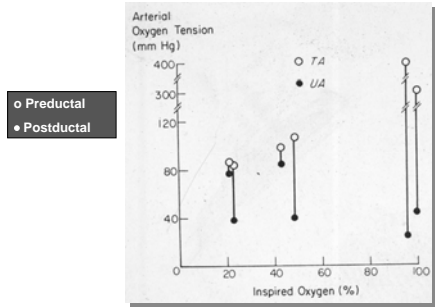 Arterial
Oxygen Tension
(mm Hg)
400
300
120
80
40
TA
UA
Preductal
Postductal
0 20 40 60 80 100
Inspired Oxygen (%)